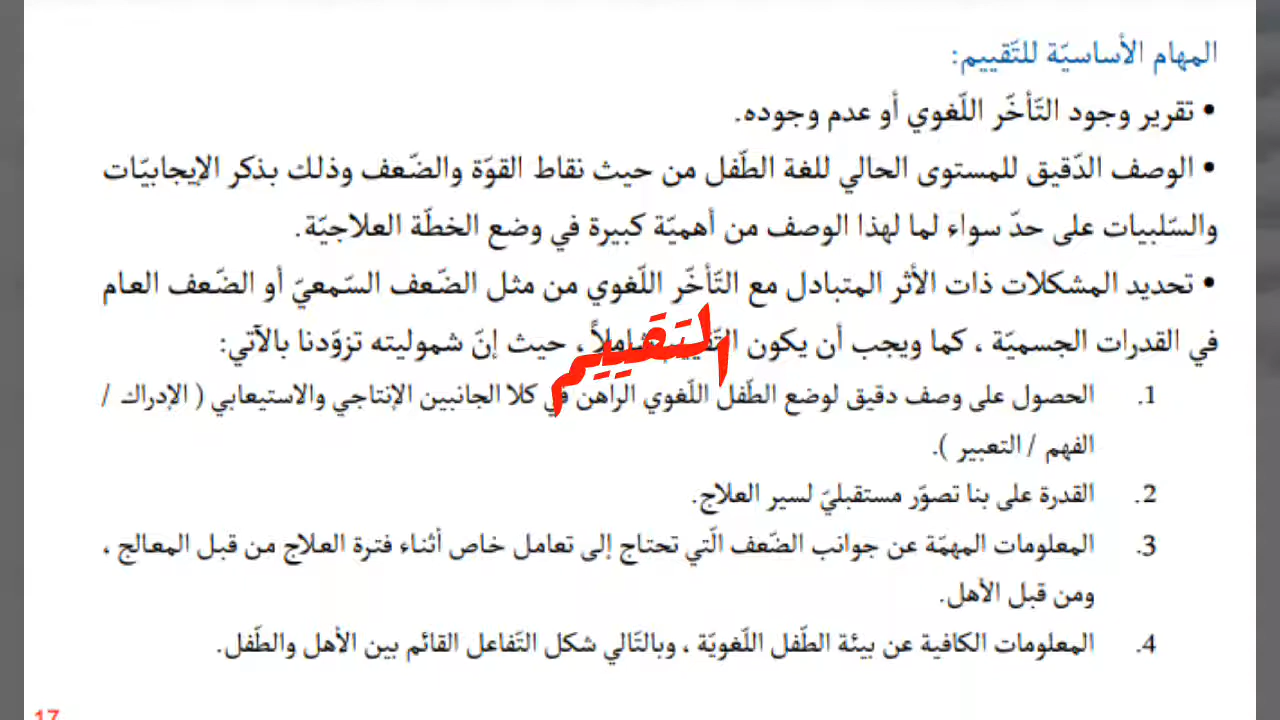 المهام الأساسيّة للتّقييم:
• تقرير وجود التّأخّر اللّغوي أو عدم وجوده.
• الوصف الدّقيق للمستوى الحالي للغة الطّفل من حيث نقاط القوّة والضّعف وذلك بذكر الإيجابيّات
والسّلبيات على حدّ سواء لما لهذا الوصف من أهميّة كبيرة في وضع الخطّة العلاجيّة.
• تحديد المشكلات ذات الأثر المتبادل مع التّأخّر اللّغوي من مثل الضّعف السّمعيّ أو الضّعف العام
في القدرات الجسميّة ، كما ويجب أن يكون التّقييم شاملاً ، حيث إنّ شموليته تزوّدنا بالآتي:
التقييم
1. الحصول على وصف دقيق لوضع الطّفل اللّغوي الراهن في كلا الجانبين الإنتاجي والاستيعابي ( الإدراك /
الفهم / التعبير ).
2. القدرة على بنا تصوّر مستقبليّ لسير العلاج.
3. المعلومات المهمّة عن جوانب الضّعف الّتي تحتاج إلى تعامل خاص أثناء فترة العلاج من قبل المعالج ،
ومن قبل الأهل.
4. المعلومات الكافية عن بيئة الطّفل اللّغويّة ، وبالتّالي شكل التّفاعل القائم بين الأهل والطّفل.
17